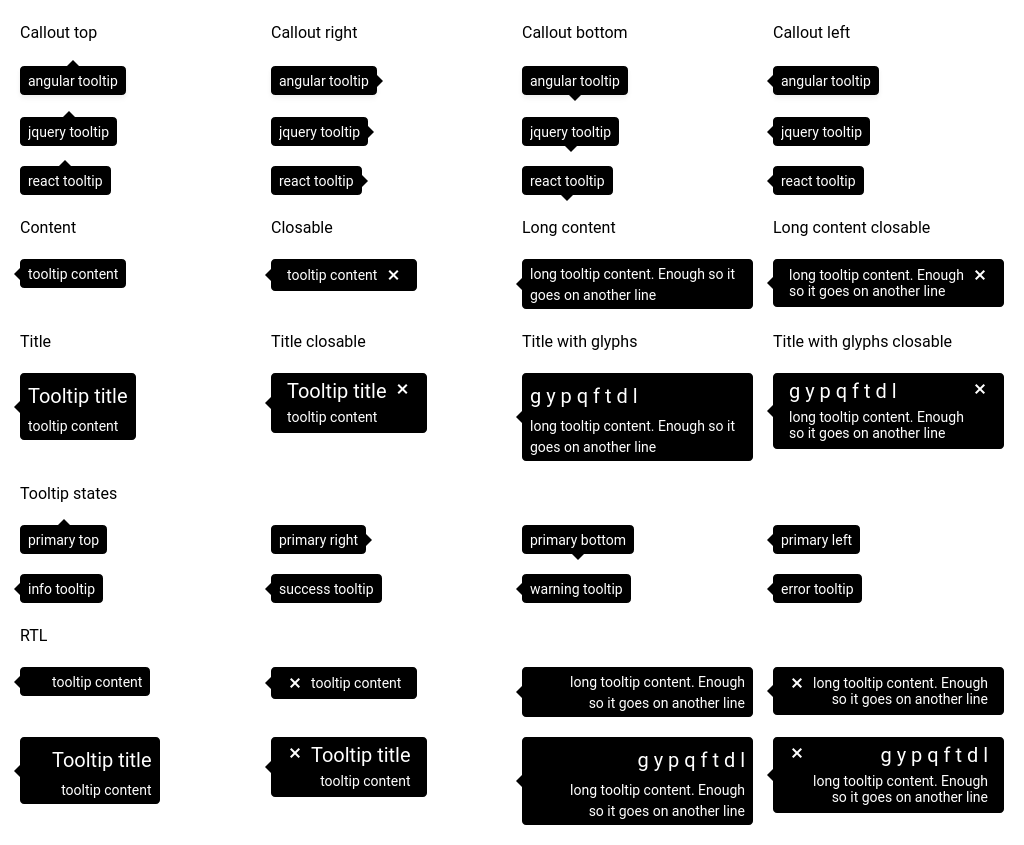 Callout top
Callout right
Callout bottom
Callout left
angular tooltip
angular tooltip
angular tooltip
angular tooltip
jquery tooltip
jquery tooltip
jquery tooltip
jquery tooltip
react tooltip
react tooltip
react tooltip
react tooltip
Content
Closable
Long content
Long content closable
tooltip content
tooltip content
long tooltip content. Enough so it
goes on another line
long tooltip content. Enough
so it goes on another line
Title
Title closable
Title with glyphs
Title with glyphs closable
Tooltip title
tooltip content
Tooltip title
tooltip content
g y p q f t d l
long tooltip content. Enough so it
goes on another line
g y p q f t d l
long tooltip content. Enough
so it goes on another line
Tooltip states
primary top
primary right
primary bottom
primary left
info tooltip
success tooltip
warning tooltip
error tooltip
RTL
tooltip content
tooltip content
long tooltip content. Enough
so it goes on another line
long tooltip content. Enough
so it goes on another line
Tooltip title
tooltip content
Tooltip title
tooltip content
g y p q f t d l
long tooltip content. Enough
so it goes on another line
g y p q f t d l
long tooltip content. Enough
so it goes on another line